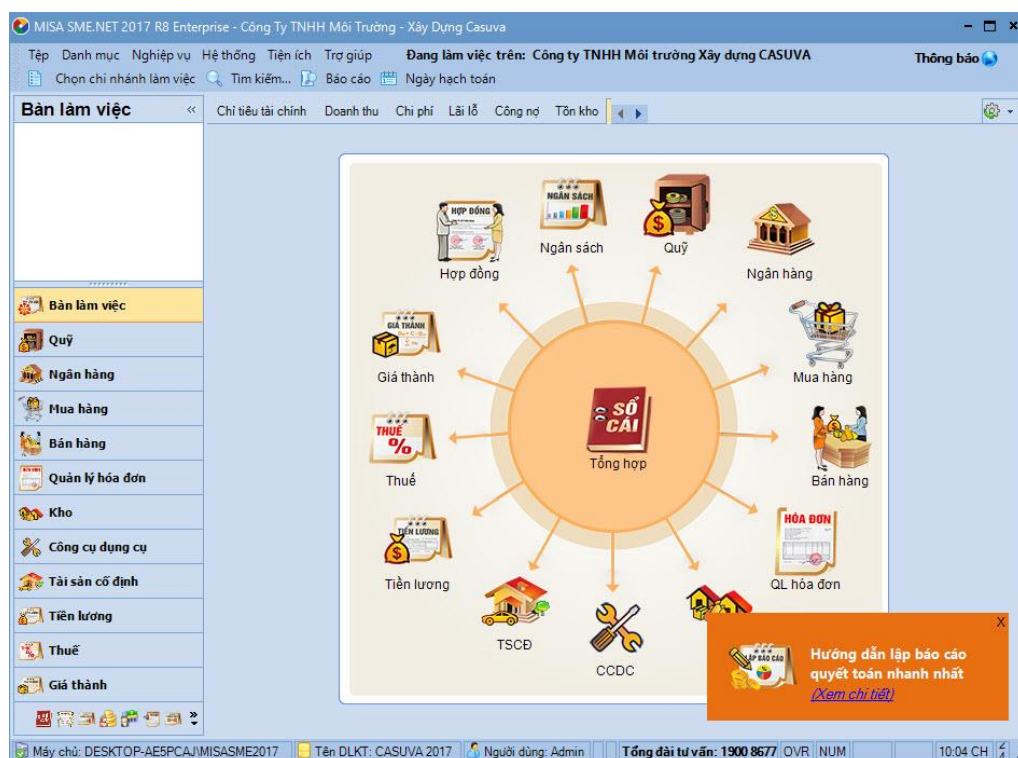 MISA SME.NET 2017 R8 Enterprise - Công Ty TNHH Môi Trường - Xây Dựng Casuva
Tệp Danh mục Nghiệp vụ Hệ thống Tiện ích Trợ giúp Đang làm việc trên: Công ty TNHH Môi trường Xây dựng CASUVA
Thông báo
Chọn chi nhánh làm việc Tìm kiếm... Báo cáo Ngày hạch toán
Bàn làm việc «
Chỉ tiêu tài chính Doanh thu Chi phí Lãi lỗ Công nợ Tồn kho
Bàn làm việc
Quỹ
Ngân hàng
Mua hàng
Bán hàng
Quản lý hóa đơn
Kho
Công cụ dụng cụ
Tài sản cố định
Tiền lương
Thuế
Giá thành
HỢP ĐỒNG
Hợp đồng
NGÂN SÁCH
Ngân sách
Quỹ
Ngân hàng
GIÁ THÀNH
Giá thành
Mua hàng
SỔ CÁI
Tổng hợp
THUẾ
%
Thuế
Bán hàng
TIỀN LƯƠNG
Tiền lương
HÓA ĐƠN
QL hóa đơn
TSCĐ
CCDC
X
LẬP BÁO CÁO
Hướng dẫn lập báo cáo
quyết toán nhanh nhất
(Xem chi tiết)
Máy chủ: DESKTOP-AE5PCAJ\MISASME2017 Tên DLKT: CASUVA 2017 Người dùng: Admin Tổng đài tư vấn: 1900 8677 OVR NUM 10:04 CH